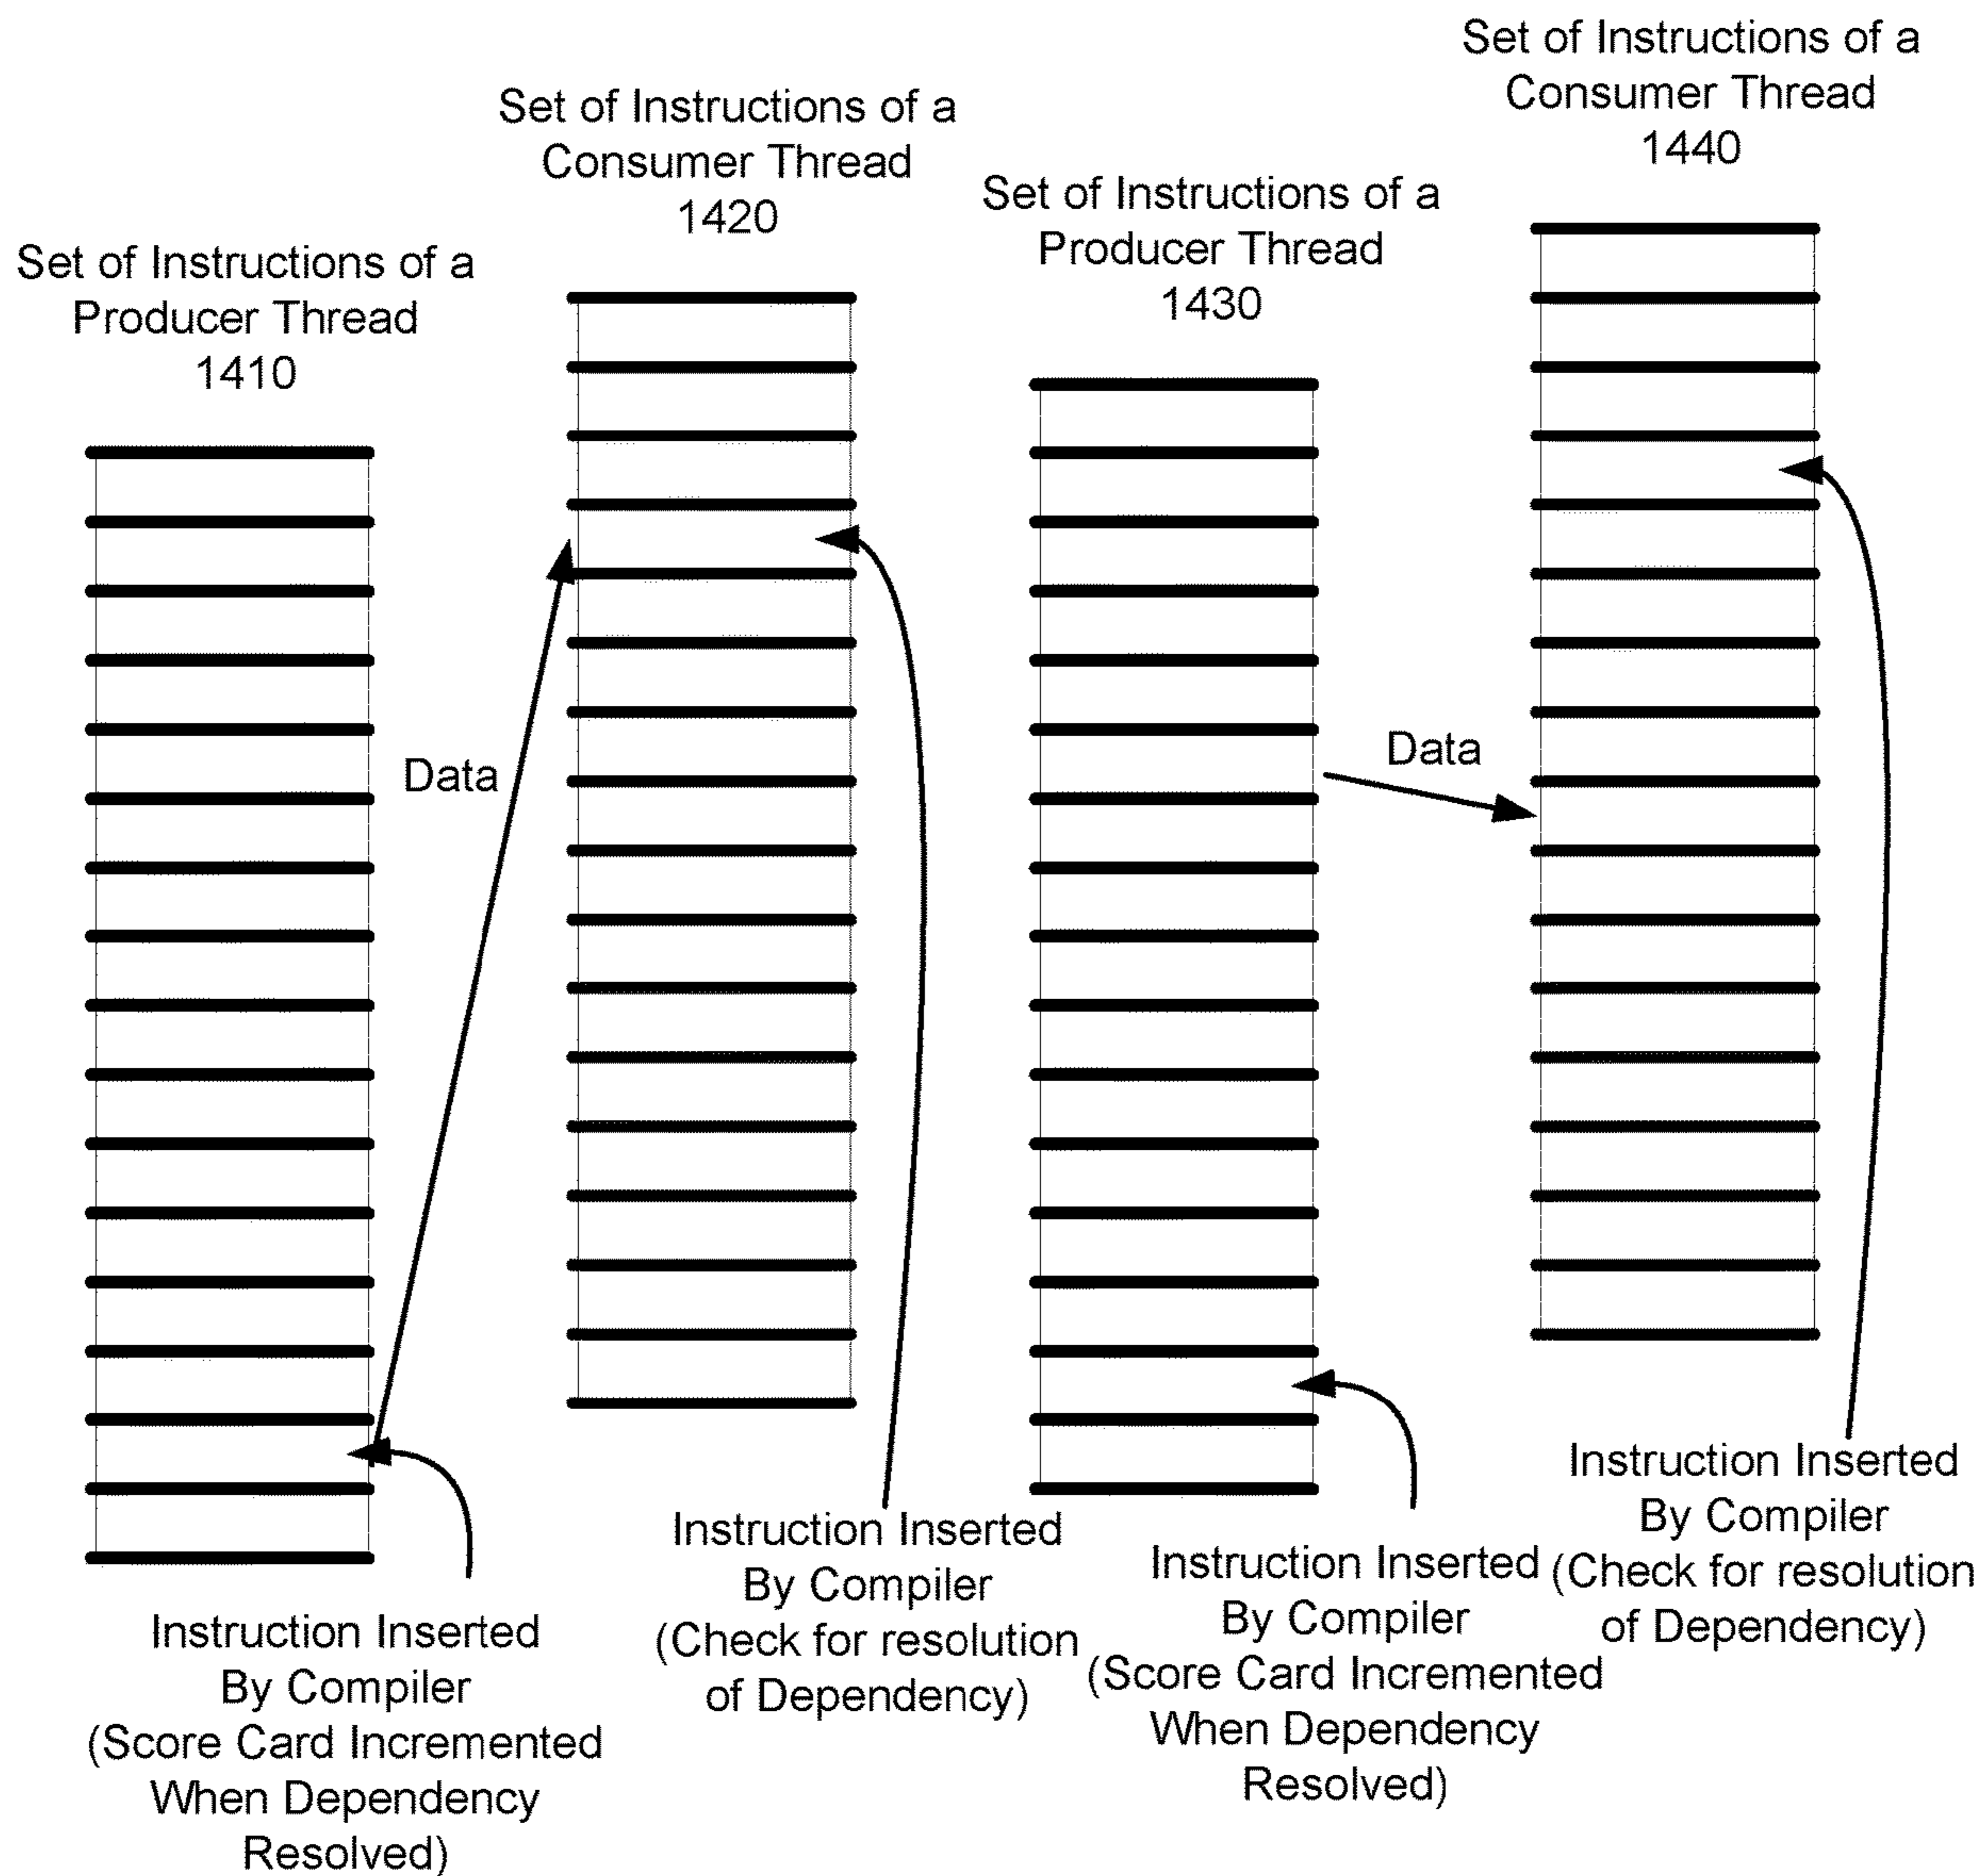 Set of Instructions of a
Producer Thread
1410
Set of Instructions of a
Consumer Thread
1420
Set of Instructions of a
Producer Thread
1430
Set of Instructions of a
Consumer Thread
1440
Data
Data
Instruction Inserted
By Compiler
(Score Card Incremented
When Dependency
Resolved)
Instruction Inserted
By Compiler
(Check for resolution
of Dependency)
Instruction Inserted
By Compiler
(Score Card Incremented
When Dependency
Resolved)
Instruction Inserted
By Compiler
(Check for resolution
of Dependency)